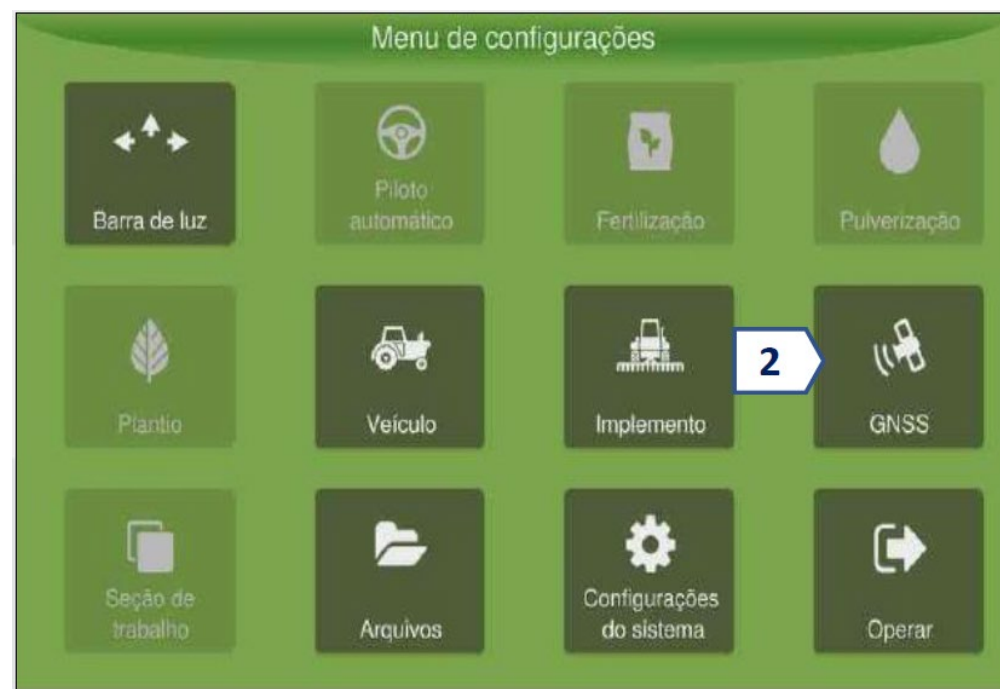 Menu de configurações
Barra de luz
Piloto
automático
Fertilização
Pulverização
Plantio
Veículo
Implemento
2
GNSS
Seção de
trabalho
Arquivos
Configurações
do sistema
Operar